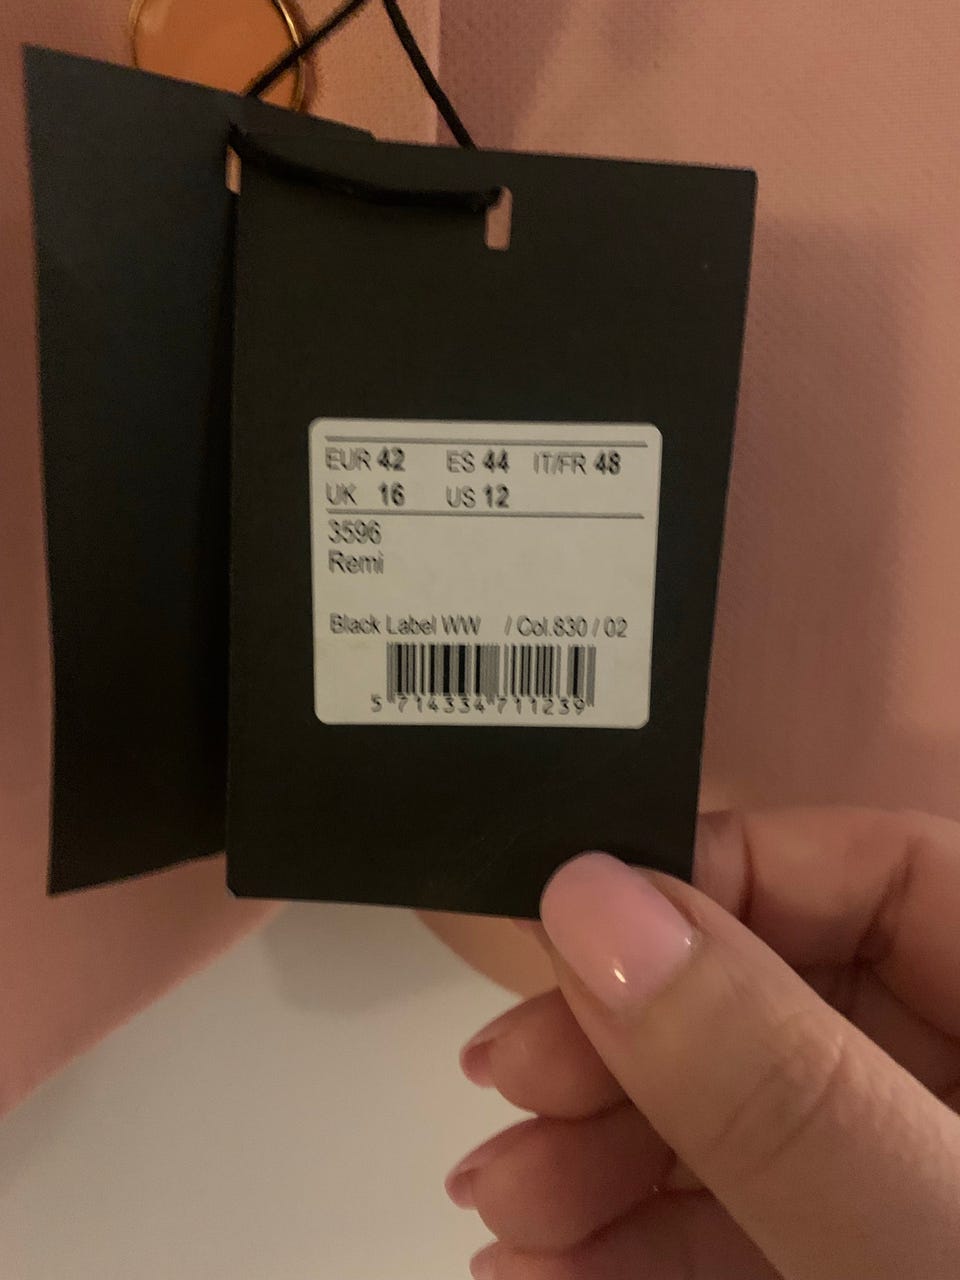 EUR 42 ES 44 IT/FR 48
UK 16 US 12
3596
Remi
Black Label WW / Col.830 / 02
5 714334 711239